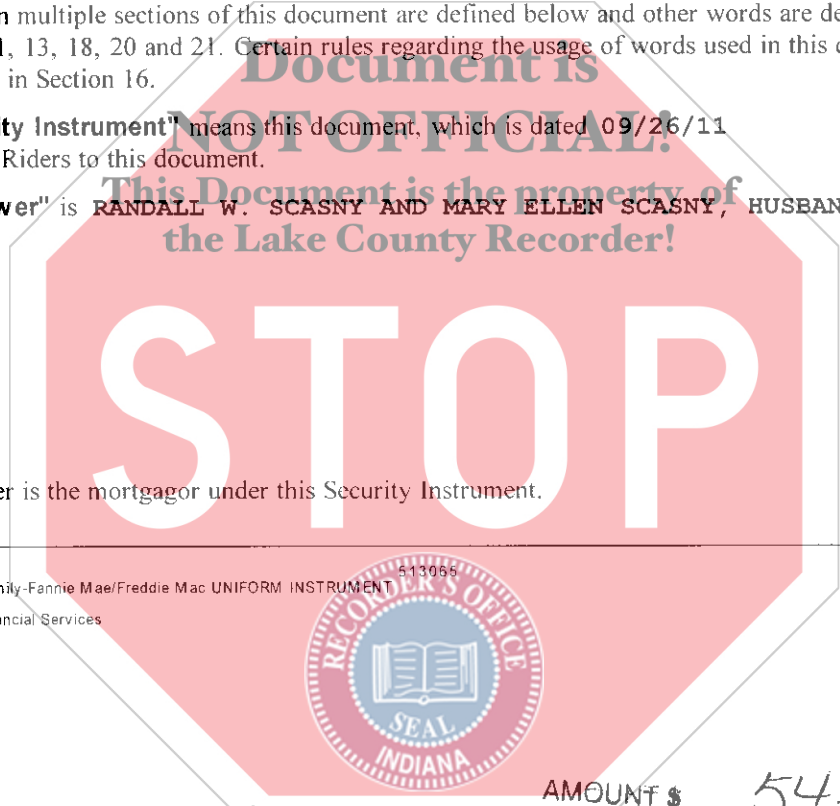 n multiple sections of this document are defined below and other words are de
, 13, 18, 20 and 21. Certain rules regarding the usage of words used in this
in Section 16.
Document is
NOT OFFICIAL!
ty Instrument" means this document, which is dated 09/26/11
Riders to this document.
This Document is the property of
wer" is RANDALL W. SCASNY AND MARY ELLEN SCASNY, HUSBAN
the Lake County Recorder!
STOP
er is the mortgagor under this Security Instrument.
513065
nily-Fannie Mae/Freddie Mac UNIFORM INSTRUMENT
ncial Services
RECORDER'S OFFICE
SEAL
INDIANA
AMOUNT $ 54